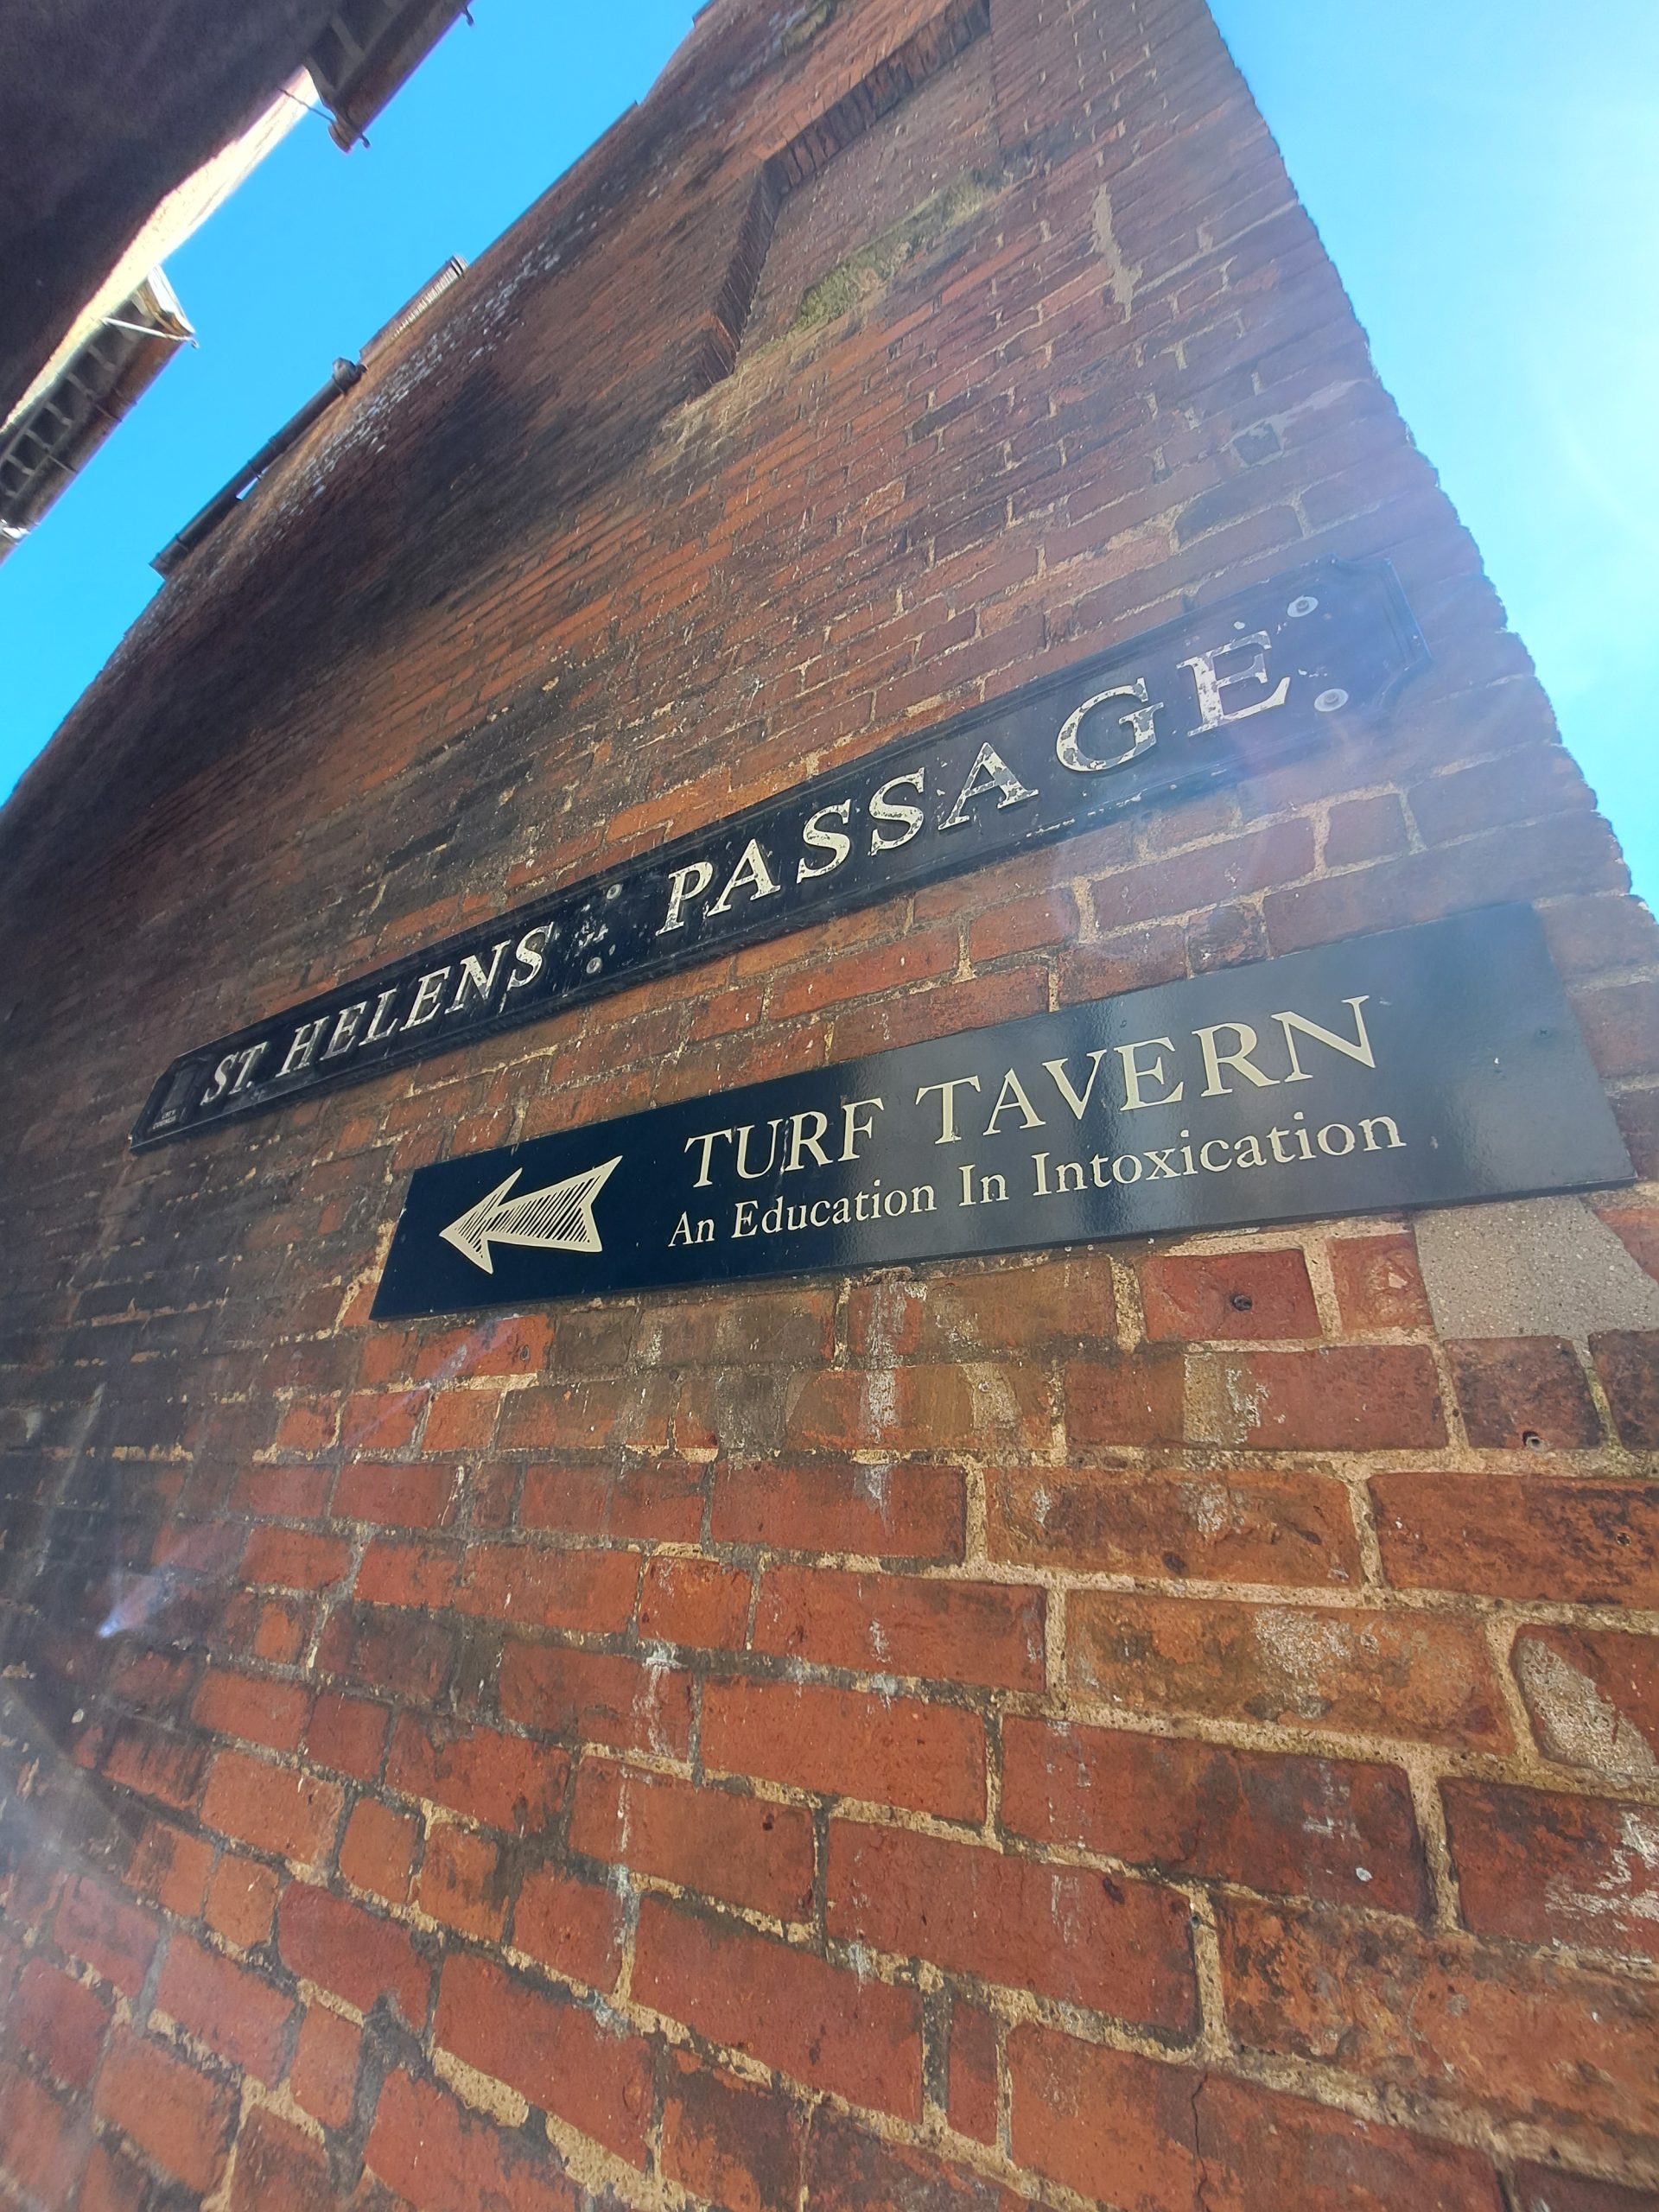 ST. HELENS PASSAGE
TURF TAVERN
An Education In Intoxication